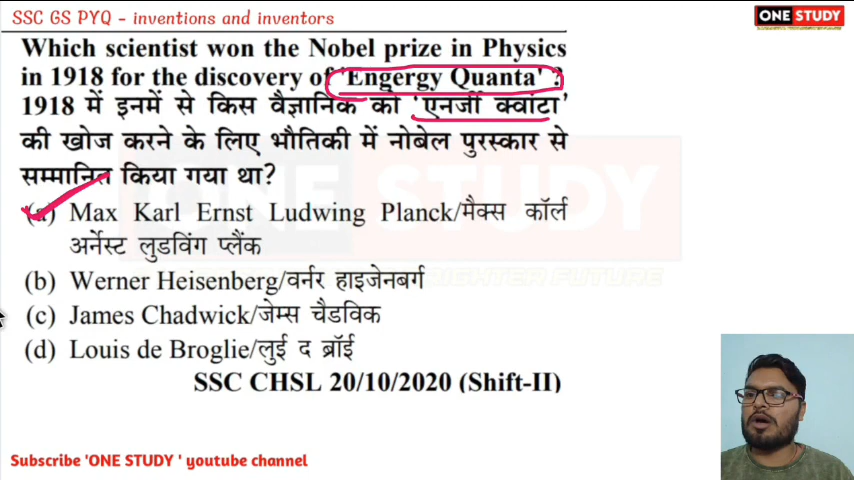 SSC GS PYQ - inventions and inventors
ONE STUDY
Which scientist won the Nobel prize in Physics
in 1918 for the discovery of 'Engergy Quanta' ?
1918 में इनमें से किस वैज्ञानिक को 'एनर्जी क्वांटा'
की खोज करने के लिए भौतिकी में नोबेल पुरस्कार से
सम्मानित किया गया था?
(a) Max Karl Ernst Ludwing Planck/मैक्स कॉर्ल
अर्नेस्ट लुडविंग प्लैंक
(b) Werner Heisenberg/वर्नर हाइजेनबर्ग
(c) James Chadwick/जेम्स चैडविक
(d) Louis de Broglie/लुई द ब्रॉई
SSC CHSL 20/10/2020 (Shift-II)
Subscribe 'ONE STUDY ' youtube channel